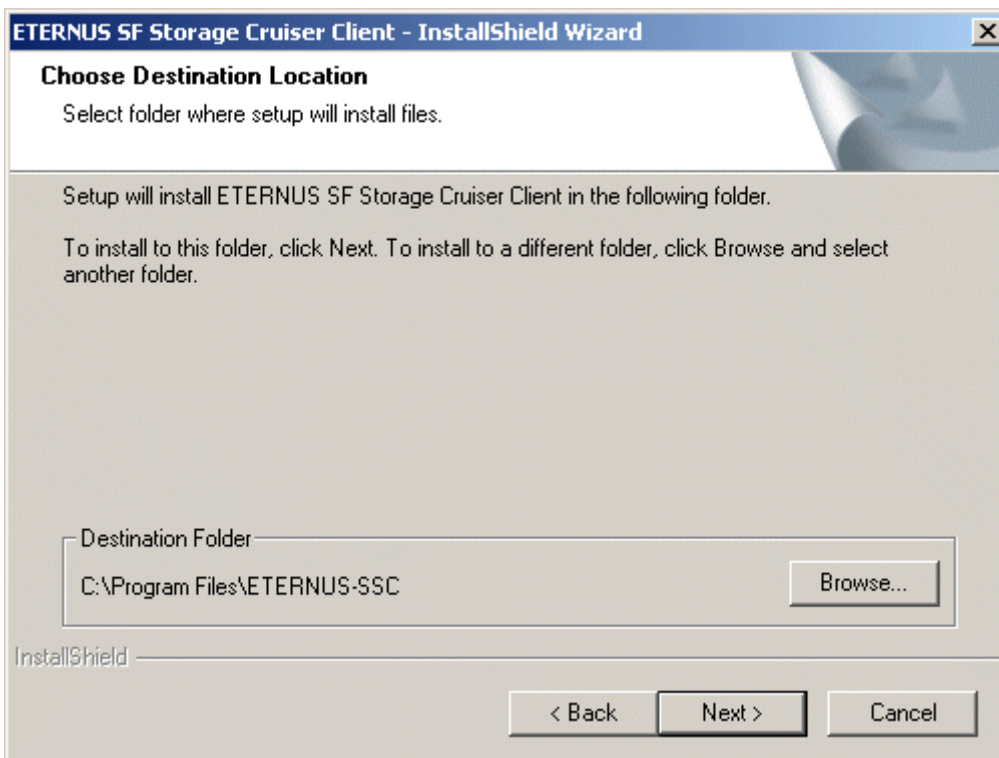 ETERNUS SF Storage Cruiser Client - InstallShield Wizard
Choose Destination Location
Select folder where setup will install files.
Setup will install ETERNUS SF Storage Cruiser Client in the following folder.
To install to this folder, click Next. To install to a different folder, click Browse and select
another folder.
Destination Folder
C:\Program Files\ETERNUS-SSC
Browse...
InstallShield
< Back
Next >
Cancel